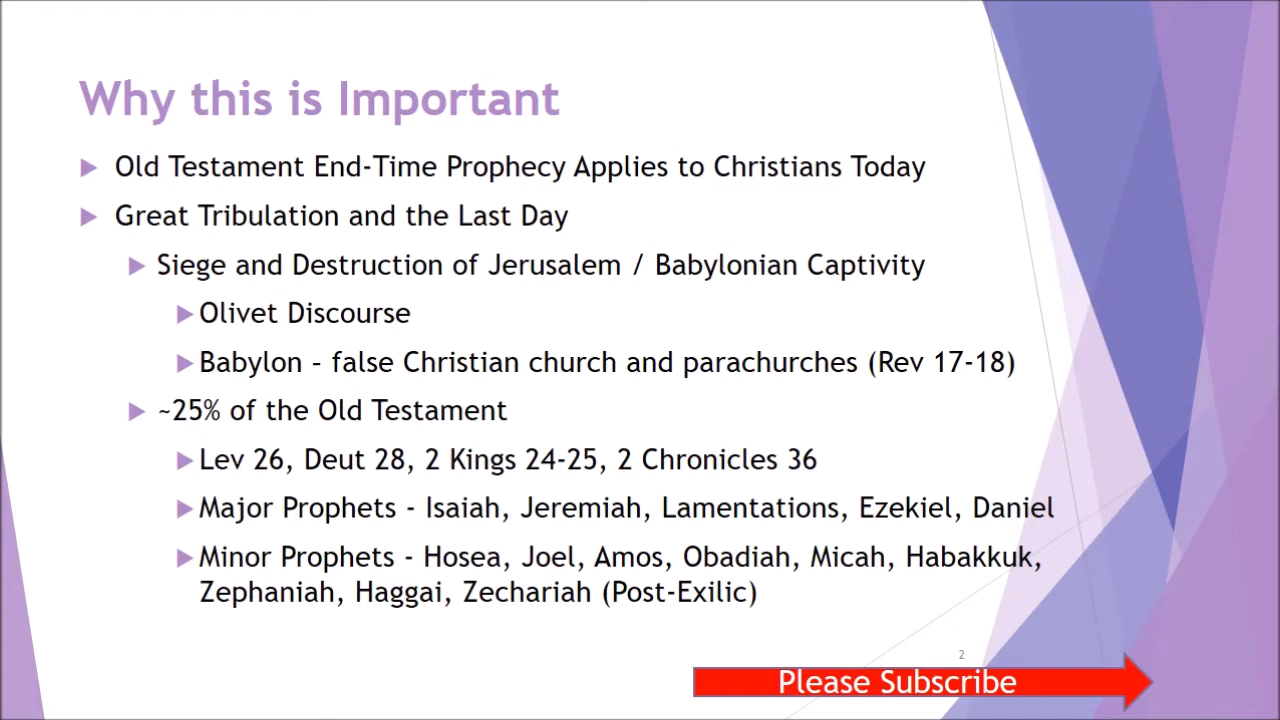 Why this is Important
Old Testament End-Time Prophecy Applies to Christians Today
Great Tribulation and the Last Day
Siege and Destruction of Jerusalem / Babylonian Captivity
Olivet Discourse
Babylon – false Christian church and parachurches (Rev 17-18)
~25% of the Old Testament
Lev 26, Deut 28, 2 Kings 24-25, 2 Chronicles 36
Major Prophets - Isaiah, Jeremiah, Lamentations, Ezekiel, Daniel
Minor Prophets - Hosea, Joel, Amos, Obadiah, Micah, Habakkuk,
Zephaniah, Haggai, Zechariah (Post-Exilic)
2
Please Subscribe